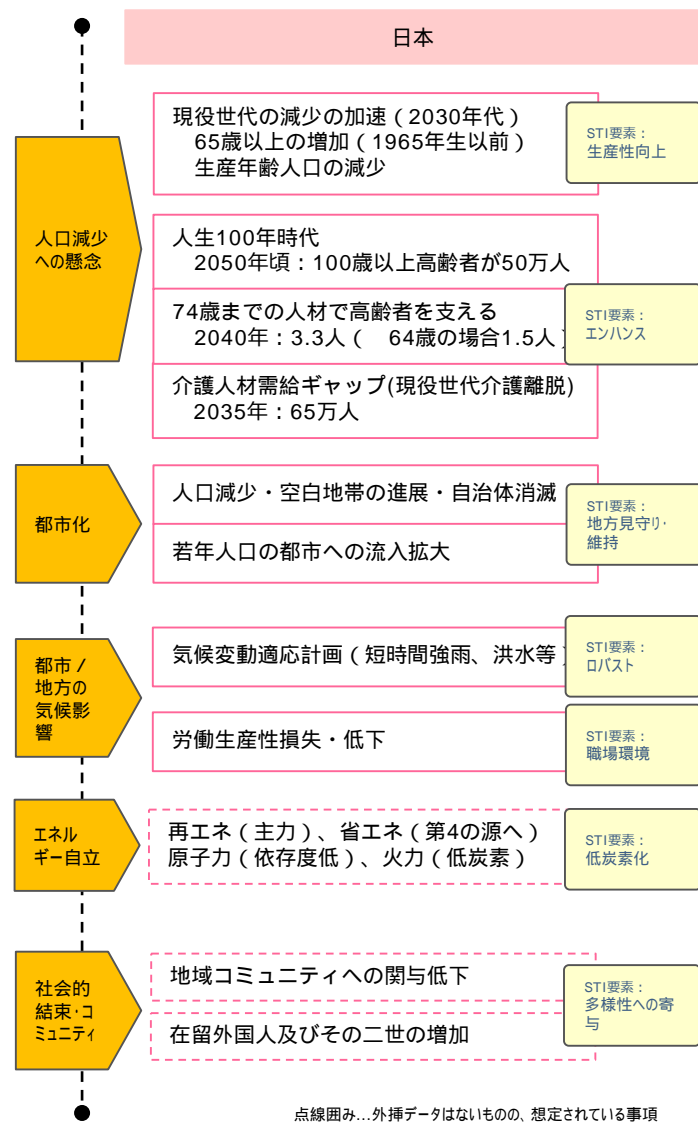 日本
人口減少
への懸念
現役世代の減少の加速（2030年代）
65歳以上の増加（1965年生以前）
生産年齢人口の減少
STI要素：
生産性向上
人生100年時代
2050年頃：100歳以上高齢者が50万人
74歳までの人材で高齢者を支える
2040年：3.3人（　64歳の場合1.5人）
介護人材需給ギャップ(現役世代介護離脱)
2035年：65万人
STI要素：
エンハンス
都市化
人口減少・空白地帯の進展・自治体消滅
若年人口の都市への流入拡大
STI要素：
地方見守り・
維持
都市／
地方の
気候影
響
気候変動適応計画（短時間強雨、洪水等）
STI要素：
ロバスト
労働生産性損失・低下
STI要素：
職場環境
エネル
ギー自立
再エネ（主力）、省エネ（第4の源へ）
原子力（依存度低）、火力（低炭素）
STI要素：
低炭素化
社会的
結束・コ
ミュニティ
地域コミュニティへの関与低下
在留外国人及びその二世の増加
STI要素：
多様性への寄
与
点線囲み…外挿データはないものの、想定されている事項